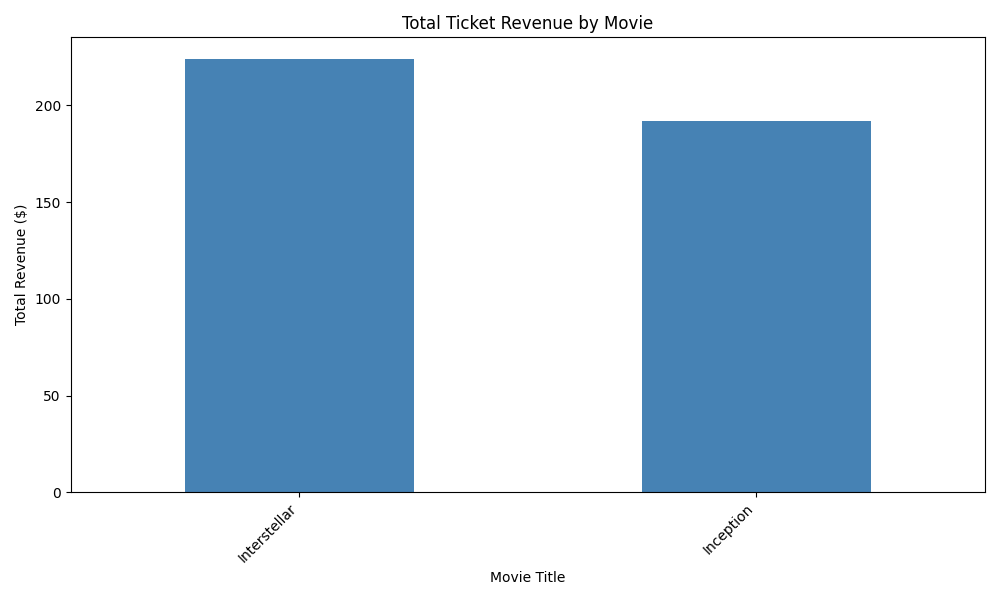 Total Ticket Revenue by Movie
Total Revenue ($)
200
150
100
50
0
Interstellar
Inception
Movie Title